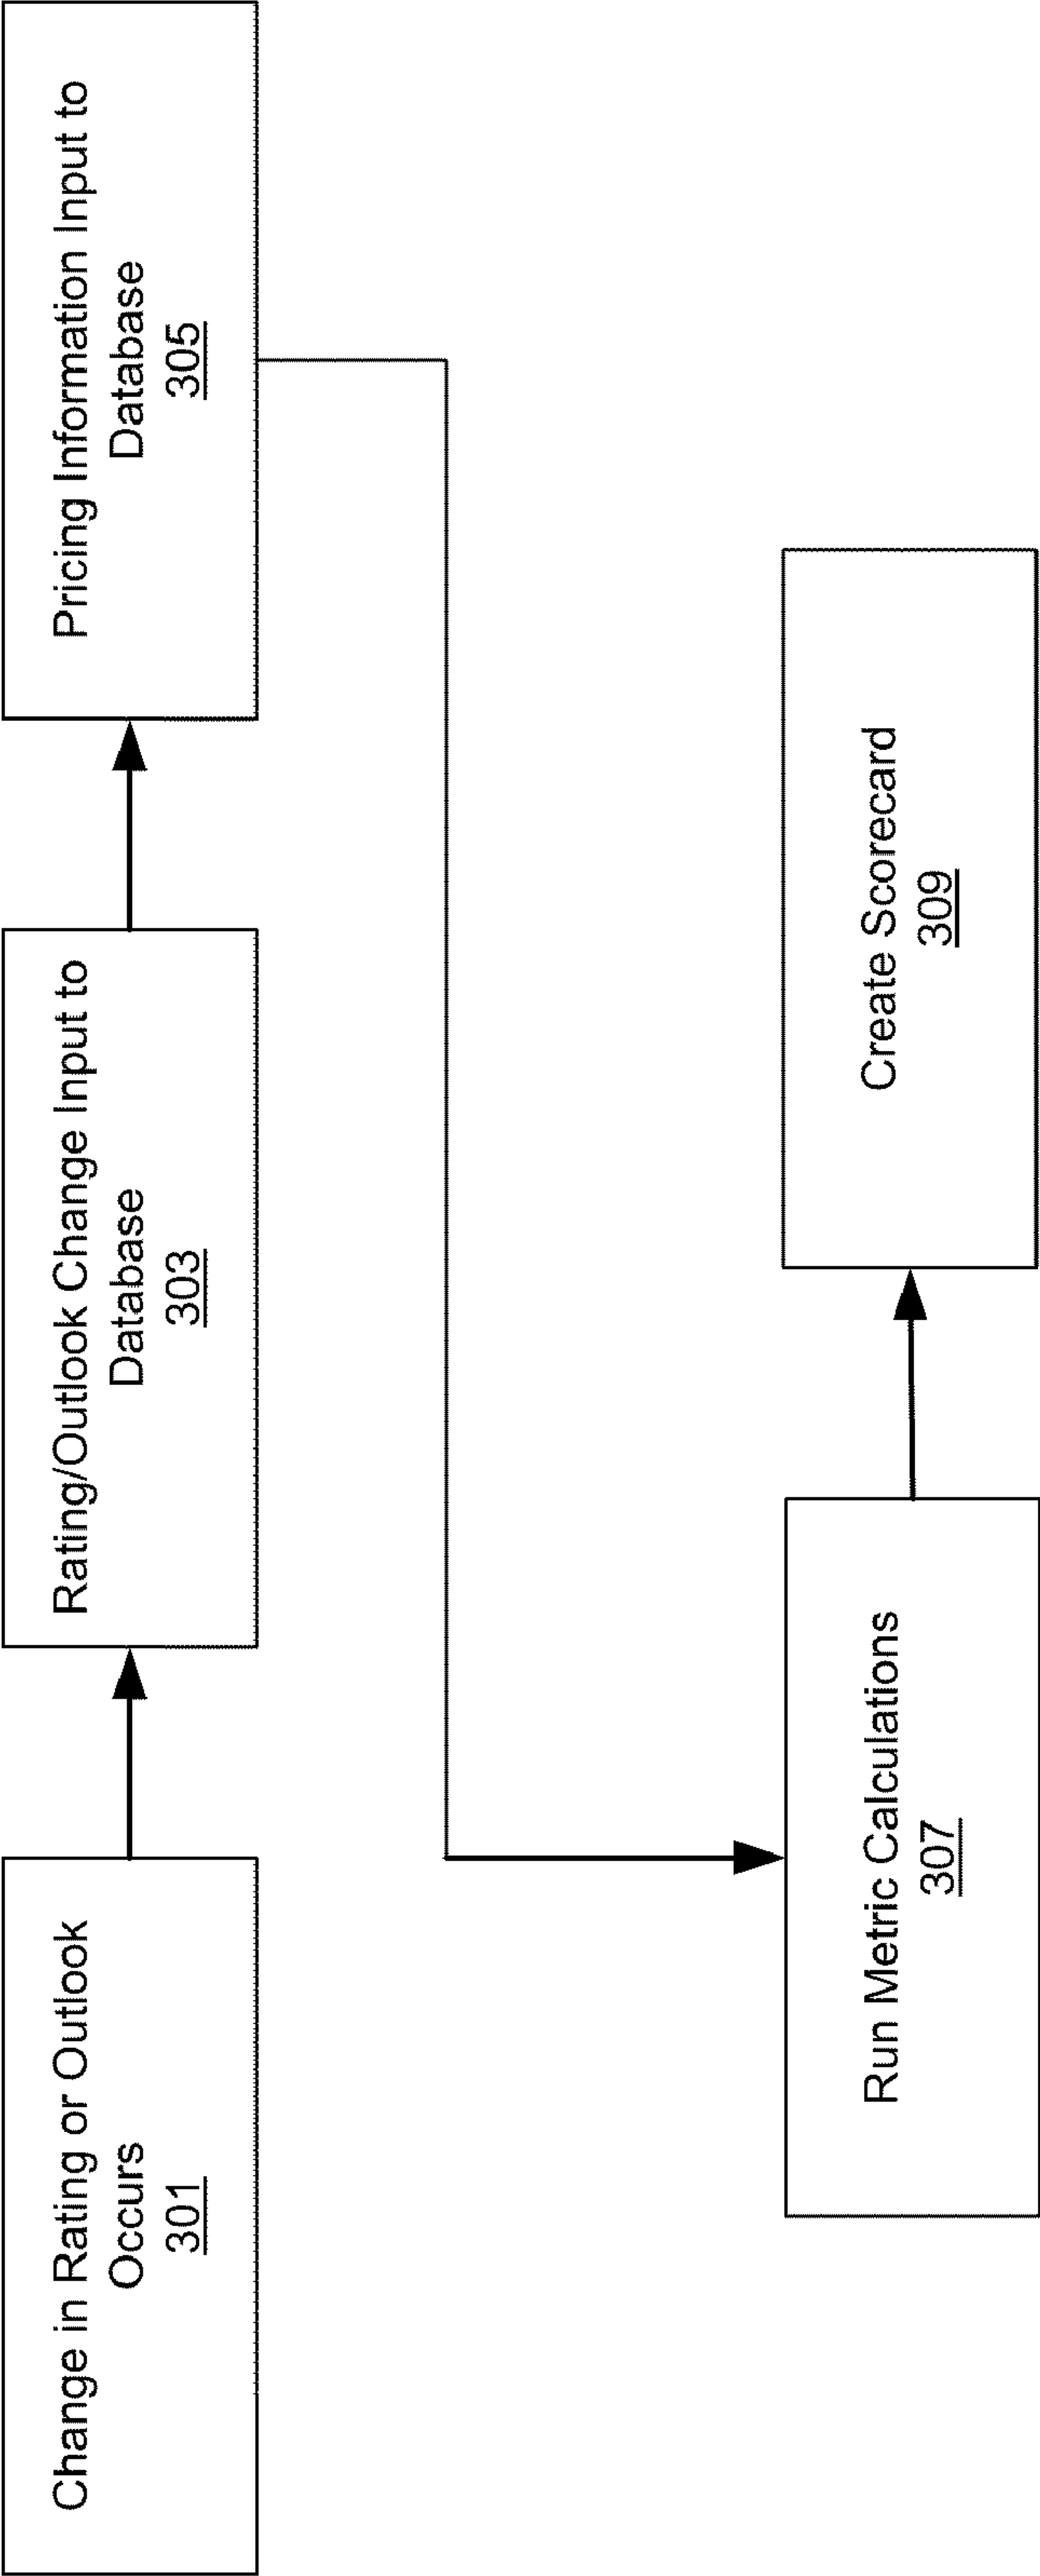 Change in Rating or Outlook
Occurs
301
Rating/Outlook Change Input to
Database
303
Pricing Information Input to
Database
305
Run Metric Calculations
307
Create Scorecard
309